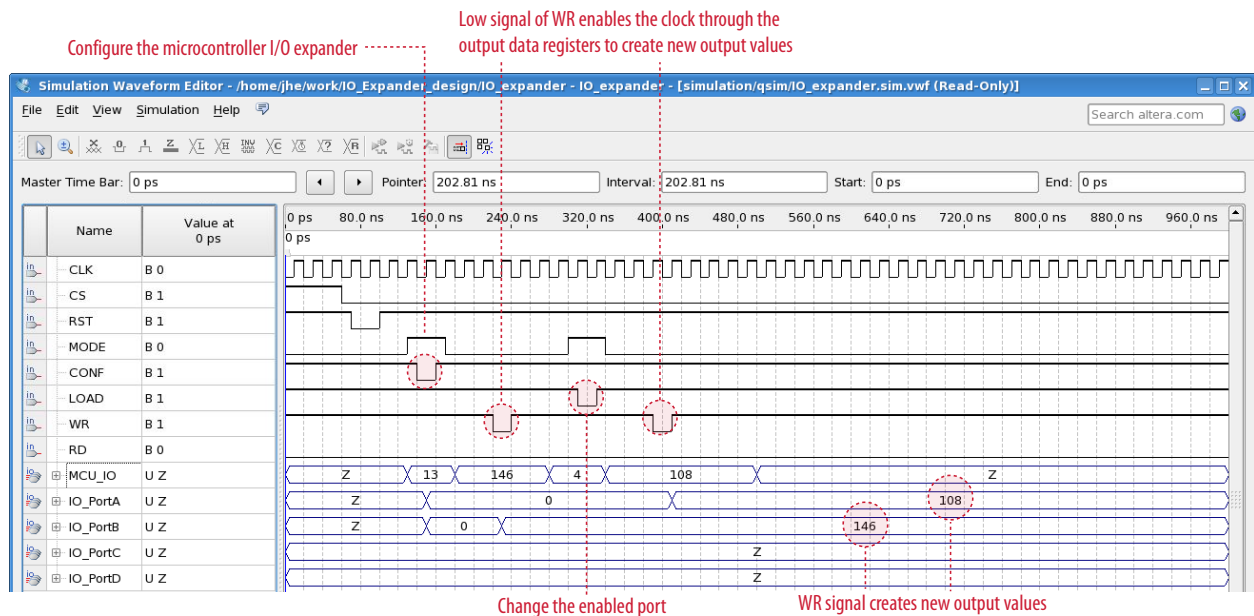 Low signal of WR enables the clock through the
output data registers to create new output values
Configure the microcontroller I/O expander
Simulation Waveform Editor - /home/jhe/work/IO_Expander_design/IO_expander - IO_expander - [simulation/qsim/IO_expander.sim.vwf (Read-Only)]
File Edit View Simulation Help
Search altera.com
Master Time Bar: 0 ps Pointer: 202.81 ns Interval: 202.81 ns Start: 0 ps End: 0 ps
Name Value at 0 ps
0 ps 80.0 ns 160.0 ns 240.0 ns 320.0 ns 400.0 ns 480.0 ns 560.0 ns 640.0 ns 720.0 ns 800.0 ns 880.0 ns 960.0 ns
0 ps
CLK B 0
CS B 1
RST B 1
MODE B 0
CONF B 1
LOAD B 1
WR B 1
RD B 0
MCU_IO U Z Z 13 146 4 108 Z
IO_PortA U Z Z 0 108
IO_PortB U Z Z 0 146
IO_PortC U Z Z
IO_PortD U Z Z
Change the enabled port
WR signal creates new output values